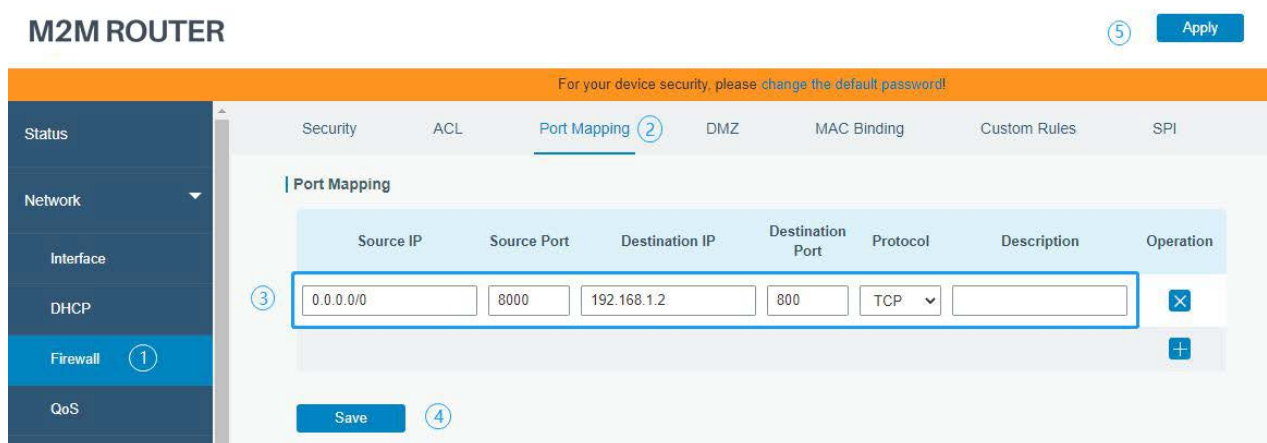 M2M ROUTER
5 Apply
For your device security, please change the default password!
Status
Network
Interface
DHCP
Firewall 1
QoS
Security ACL Port Mapping 2 DMZ MAC Binding Custom Rules SPI
Port Mapping
Source IP Source Port Destination IP Destination Port Protocol Description Operation
3 0.0.0.0/0 8000 192.168.1.2 800 TCP
Save 4